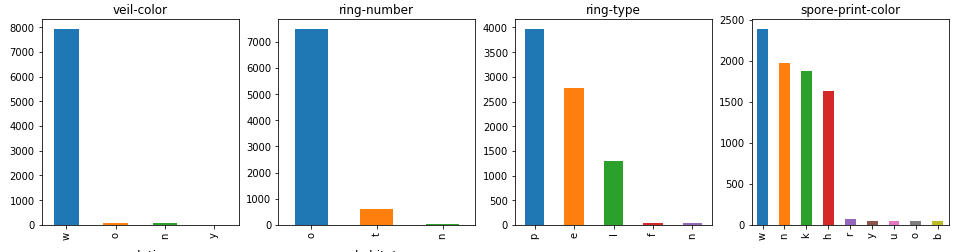 veil-color
8000
7000
6000
5000
4000
3000
2000
1000
0
w
o
n
y
ring-number
7000
6000
5000
4000
3000
2000
1000
0
o
t
n
ring-type
4000
3500
3000
2500
2000
1500
1000
500
0
p
e
l
f
n
spore-print-color
2500
2000
1500
1000
500
0
w
n
k
h
r
y
u
o
b